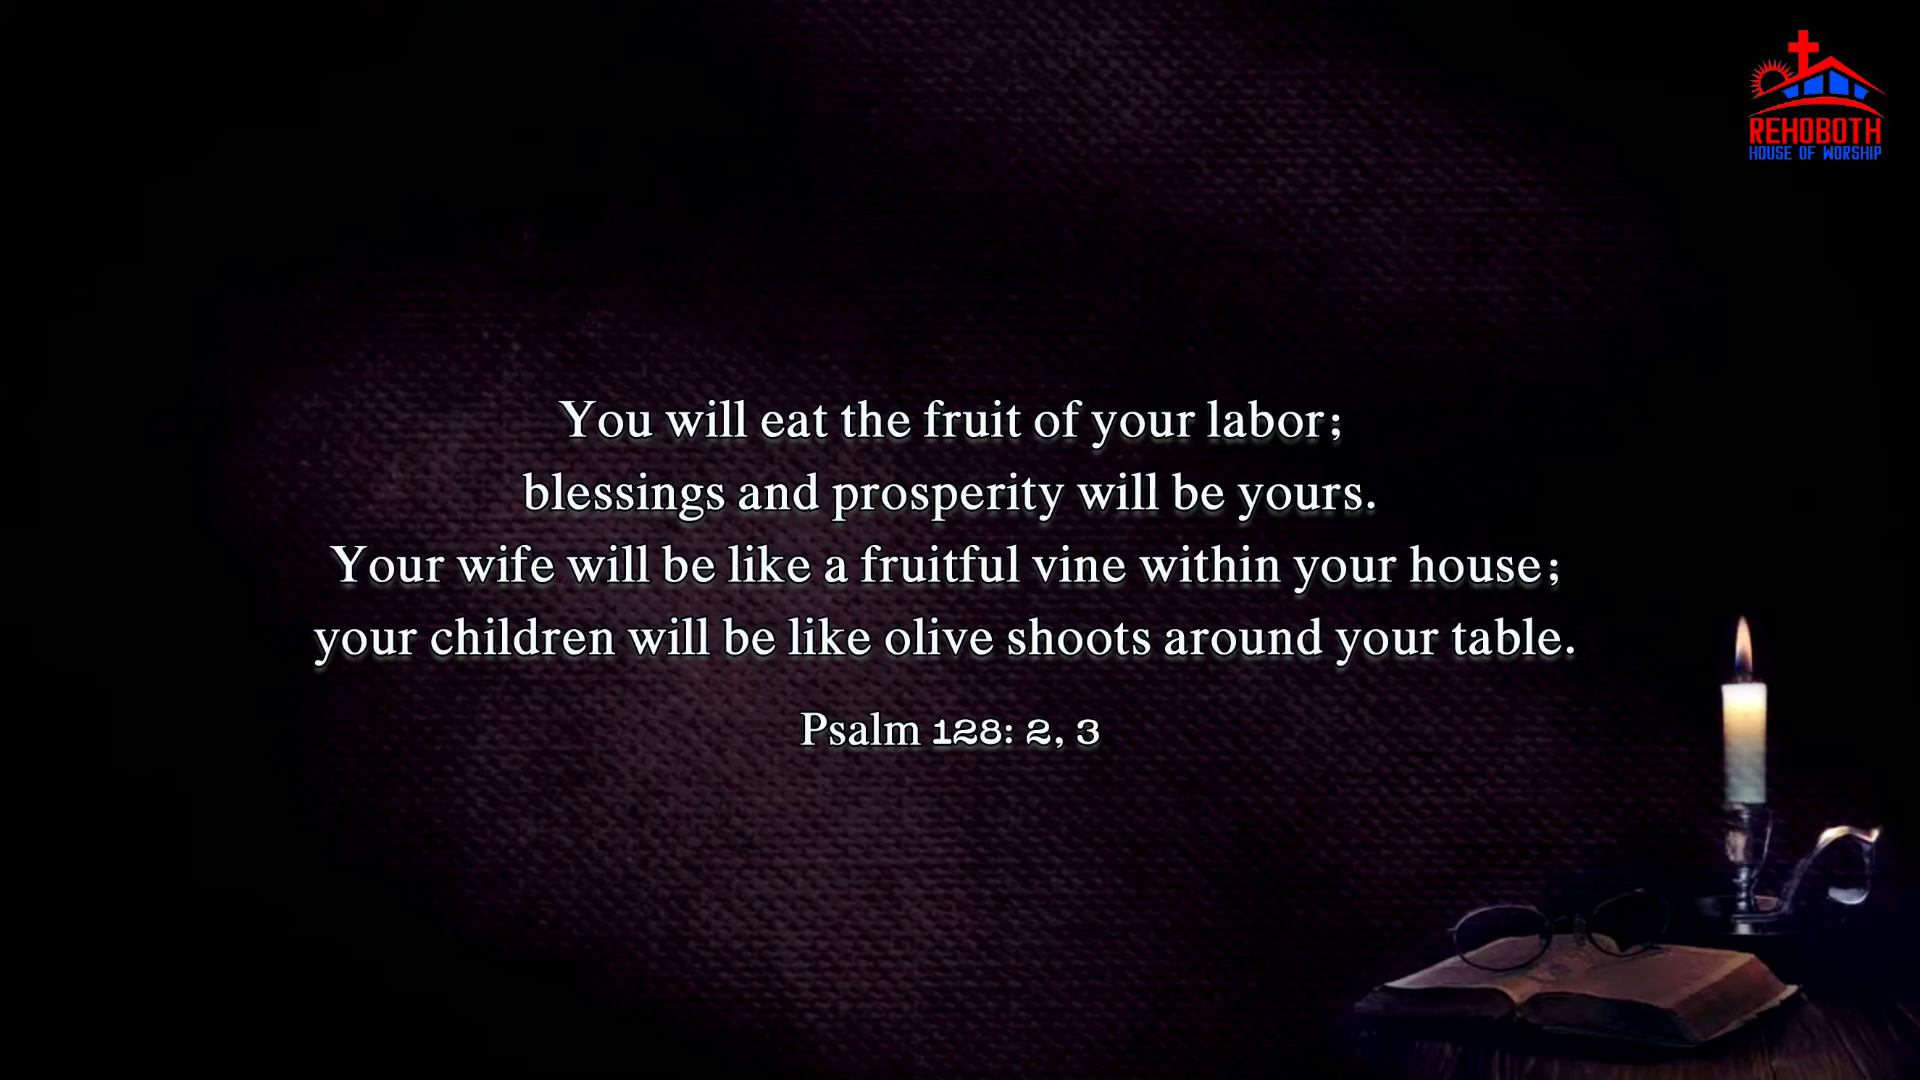 REHOBOTH
HOUSE OF WORSHIP
You will eat the fruit of your labor;
blessings and prosperity will be yours.
Your wife will be like a fruitful vine within your house;
your children will be like olive shoots around your table.
Psalm 128: 2, 3